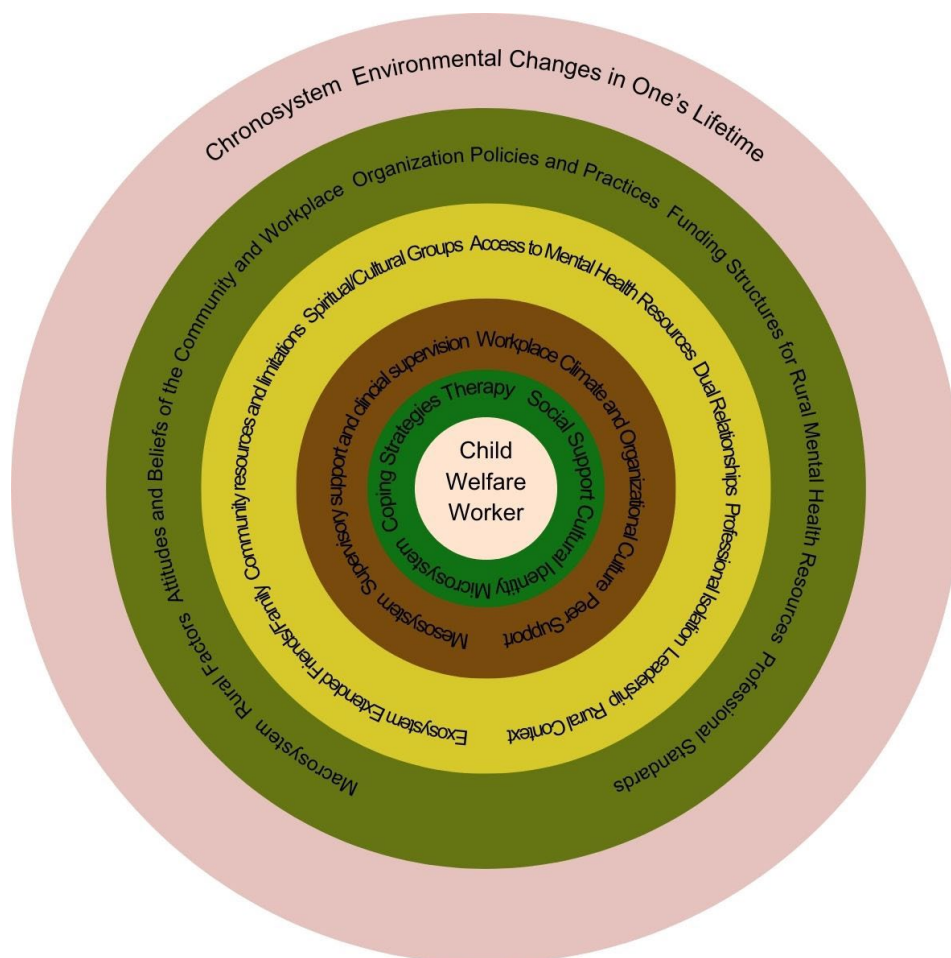 Chronosystem Environmental Changes in One's Lifetime
Macrosystem Rural Factors Attitudes and Beliefs of the Community and Workplace Organization Policies and Practices Funding Structures for Rural Mental Health Resources Professional Standards
Exosystem Extended Friends/Family Community resources and limitations Spiritual/Cultural Groups Access to Mental Health Resources Dual Relationships Professional Isolation Leadership Rural Context
Mesosystem Supervisory support and clincial supervision Workplace Climate and Organizational Culture Peer Support
Microsystem Coping Strategies Therapy Social Support Cultural Identity
Child
Welfare
Worker